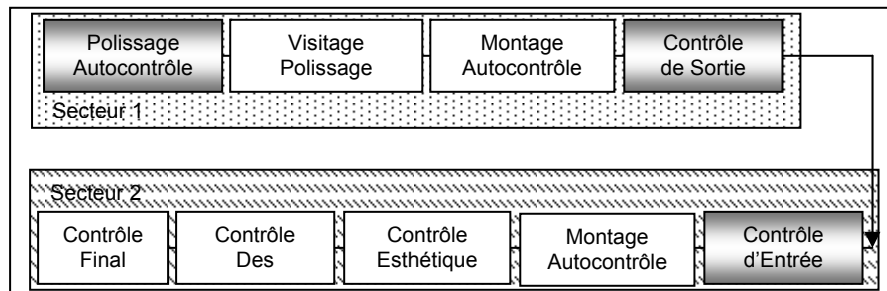 Polissage
Autocontrôle
Visitage
Polissage
Montage
Autocontrôle
Contrôle
de Sortie
Secteur 1
Secteur 2
Contrôle
Final
Contrôle
Des
Contrôle
Esthétique
Montage
Autocontrôle
Contrôle
d'Entrée